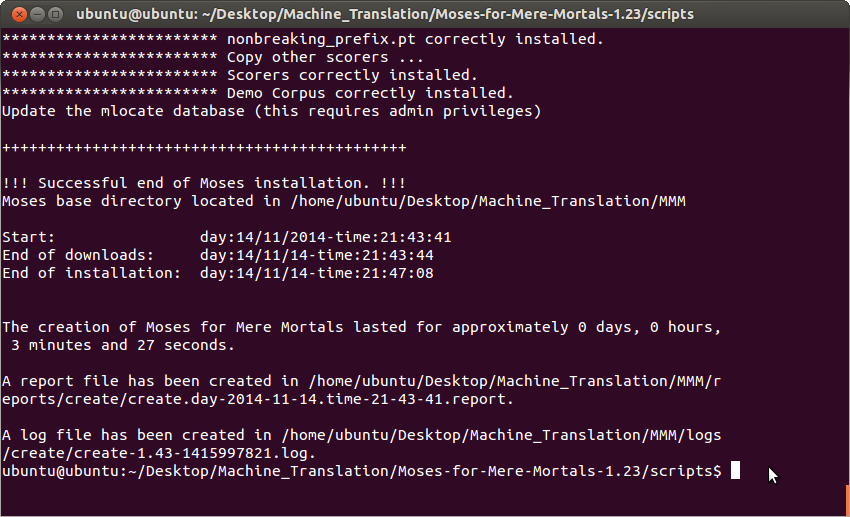 ubuntu@ubuntu: ~/Desktop/Machine_Translation/Moses-for-Mere-Mortals-1.23/scripts
************************ nonbreaking_prefix.pt correctly installed.
************************ Copy other scorers ...
************************ Scorers correctly installed.
************************ Demo Corpus correctly installed.
Update the mlocate database (this requires admin privileges)
+++++++++++++++++++++++++++++++++++++++++++++
!!! Successful end of Moses installation. !!!
Moses base directory located in /home/ubuntu/Desktop/Machine_Translation/MMM
Start:                day:14/11/2014-time:21:43:41
End of downloads:     day:14/11/14-time:21:43:44
End of installation:  day:14/11/14-time:21:47:08
The creation of Moses for Mere Mortals lasted for approximately 0 days, 0 hours,
 3 minutes and 27 seconds.
A report file has been created in /home/ubuntu/Desktop/Machine_Translation/MMM/r
eports/create/create.day-2014-11-14.time-21-43-41.report.
A log file has been created in /home/ubuntu/Desktop/Machine_Translation/MMM/logs
/create/create-1.43-1415997821.log.
ubuntu@ubuntu:~/Desktop/Machine_Translation/Moses-for-Mere-Mortals-1.23/scripts$